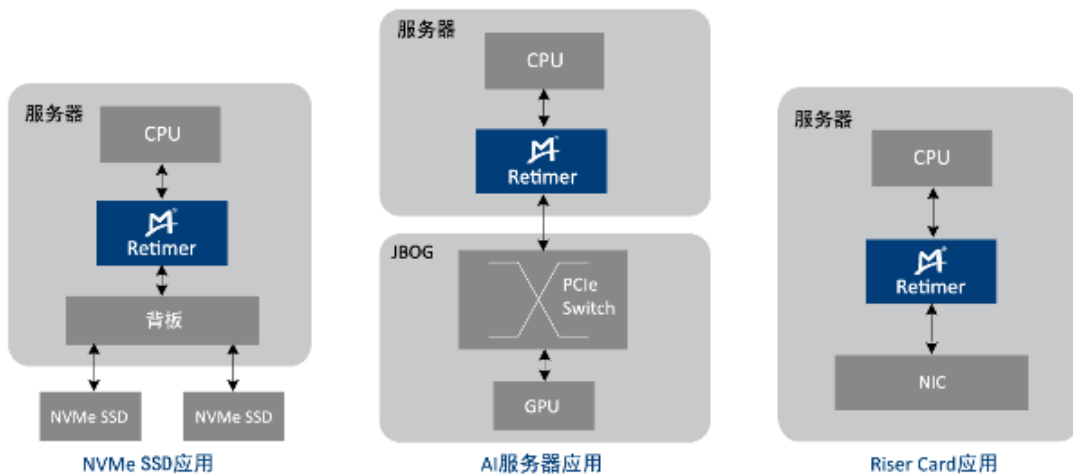 服务器
CPU
Retimer
背板
NVMe SSD
NVMe SSD
NVMe SSD应用
服务器
CPU
Retimer
JBOG
PCIe
Switch
GPU
AI服务器应用
服务器
CPU
Retimer
NIC
Riser Card应用